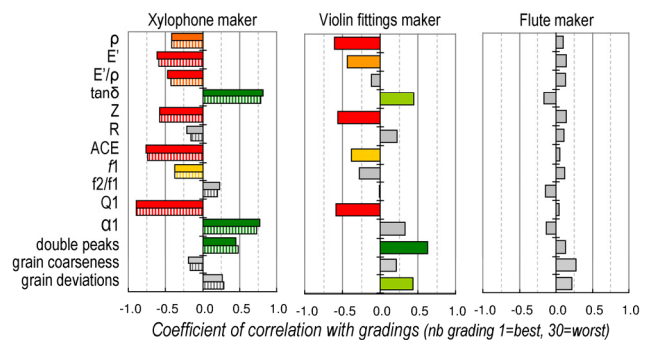 Xylophone maker Violin fittings maker Flute maker
ρ
E’
E’/ρ
tanδ
Z
R
ACE
f1
f2/f1
Q1
α1
double peaks
grain coarseness
grain deviations
-1.0 -0.5 0.0 0.5 1.0 -1.0 -0.5 0.0 0.5 1.0 -1.0 -0.5 0.0 0.5 1.0
Coefficient of correlation with gradings (nb grading 1=best, 30=worst)